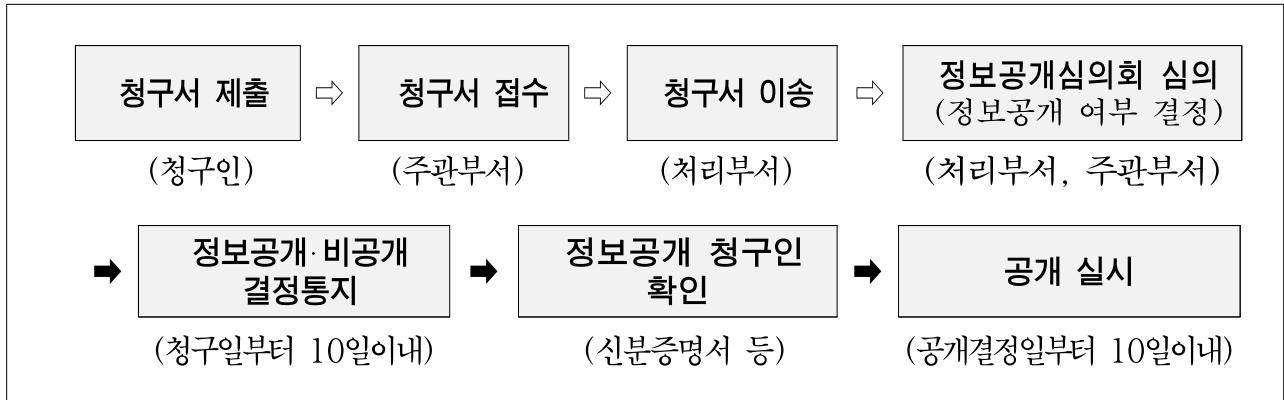 청구서 제출 ⇨ 청구서 접수 ⇨ 청구서 이송 ⇨ 정보공개심의회 심의
(정보공개 여부 결정)
(청구인) (주관부서) (처리부서) (처리부서, 주관부서)
➡ 정보공개·비공개 ➡ 정보공개 청구인 ➡ 공개 실시
결정통지 확인
(청구일부터 10일이내) (신분증명서 등) (공개결정일부터 10일이내)